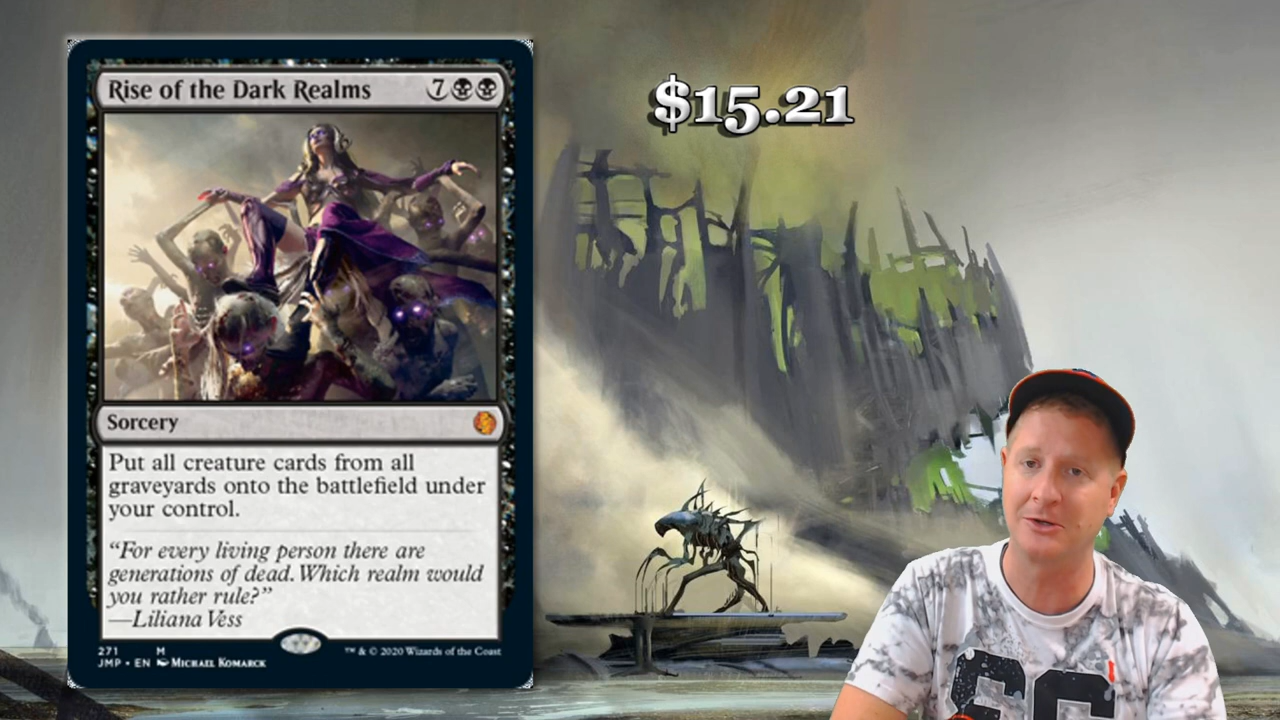 Rise of the Dark Realms 7
$15.21
Sorcery
Put all creature cards from all
graveyards onto the battlefield under
your control.
“For every living person there are
generations of dead. Which realm would
you rather rule?”
—Liliana Vess
271 M
JMP • EN Michael Komarck
™ & © 2020 Wizards of the Coast